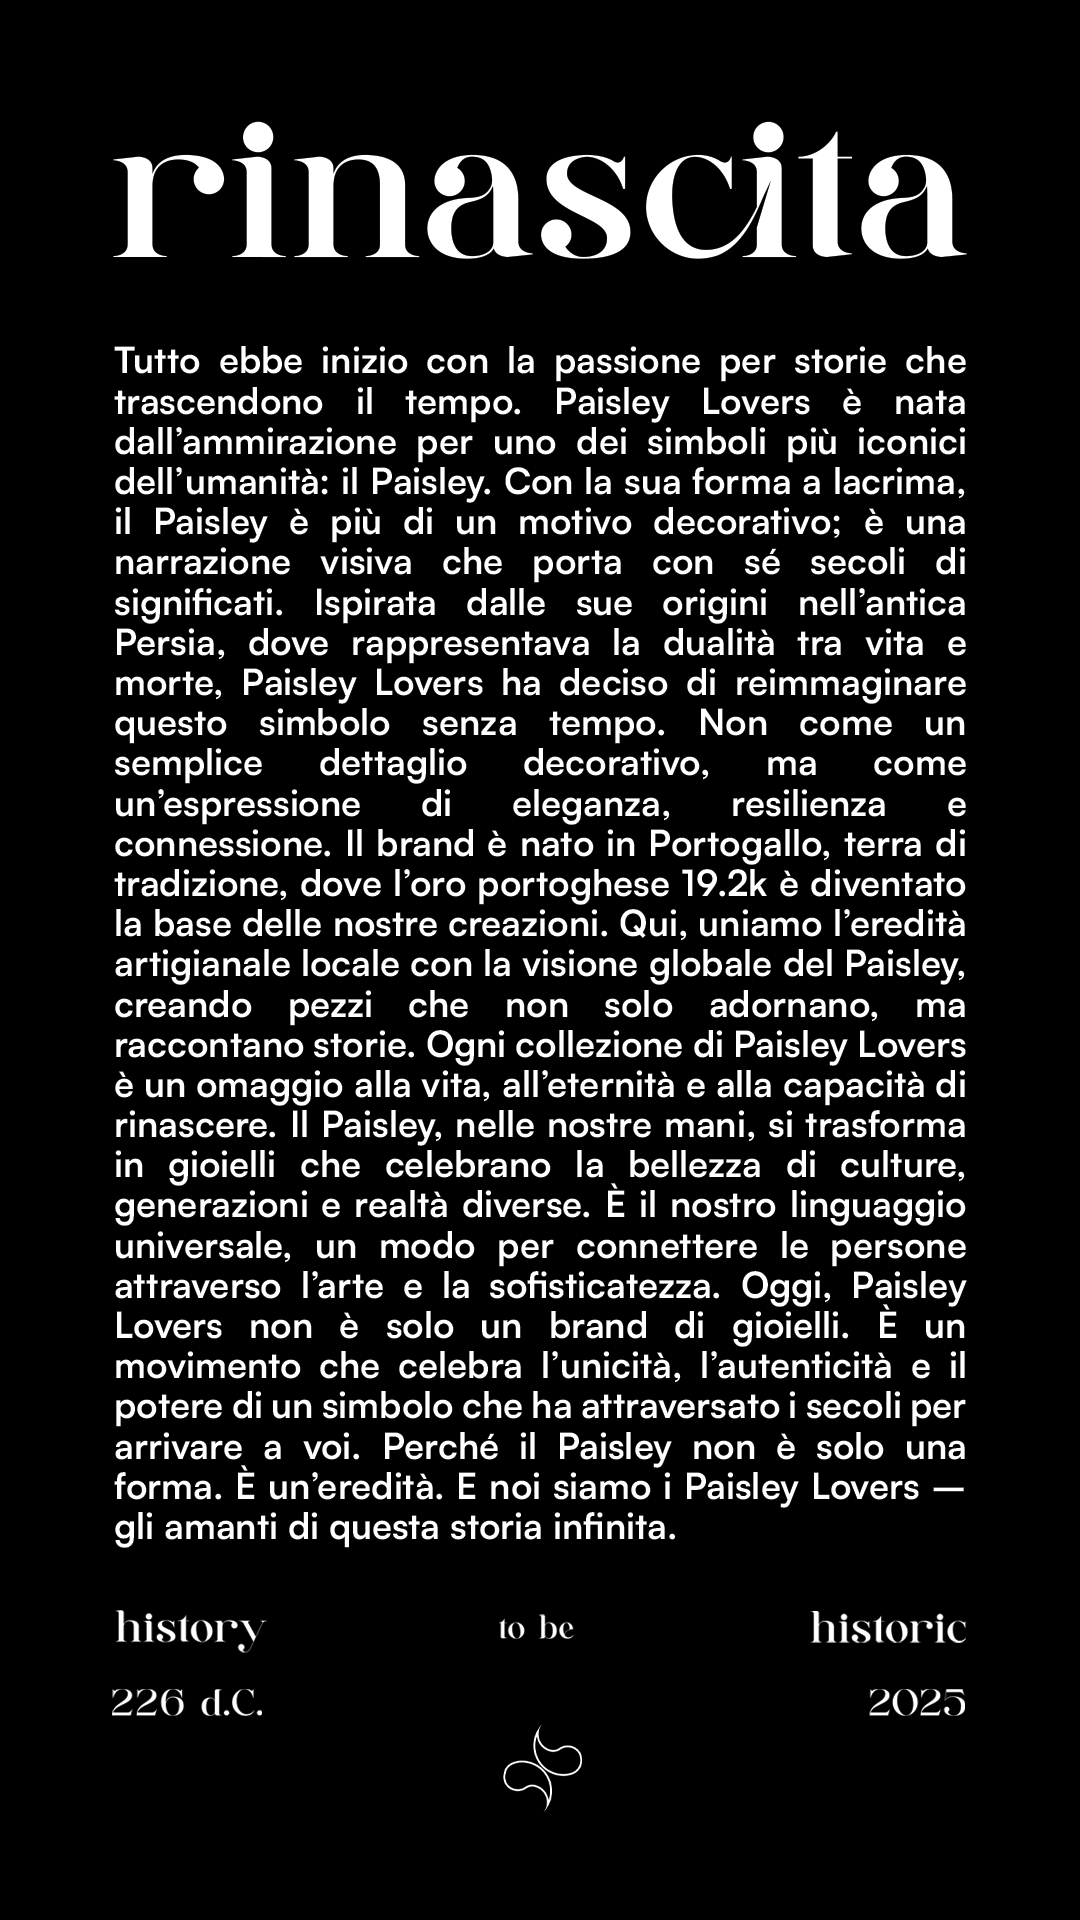 rinascita
Tutto ebbe inizio con la passione per storie che
trascendono il tempo. Paisley Lovers è nata
dall’ammirazione per uno dei simboli più iconici
dell’umanità: il Paisley. Con la sua forma a lacrima,
il Paisley è più di un motivo decorativo; è una
narrazione visiva che porta con sé secoli di
significati. Ispirata dalle sue origini nell’antica
Persia, dove rappresentava la dualità tra vita e
morte, Paisley Lovers ha deciso di reimmaginare
questo simbolo senza tempo. Non come un
semplice dettaglio decorativo, ma come
un’espressione di eleganza, resilienza e
connessione. Il brand è nato in Portogallo, terra di
tradizione, dove l’oro portoghese 19.2k è diventato
la base delle nostre creazioni. Qui, uniamo l’eredità
artigianale locale con la visione globale del Paisley,
creando pezzi che non solo adornano, ma
raccontano storie. Ogni collezione di Paisley Lovers
è un omaggio alla vita, all’eternità e alla capacità di
rinascere. Il Paisley, nelle nostre mani, si trasforma
in gioielli che celebrano la bellezza di culture,
generazioni e realtà diverse. È il nostro linguaggio
universale, un modo per connettere le persone
attraverso l’arte e la sofisticatezza. Oggi, Paisley
Lovers non è solo un brand di gioielli. È un
movimento che celebra l’unicità, l’autenticità e il
potere di un simbolo che ha attraversato i secoli per
arrivare a voi. Perché il Paisley non è solo una
forma. È un’eredità. E noi siamo i Paisley Lovers —
gli amanti di questa storia infinita.
history to be historic
226 d.C. 2025